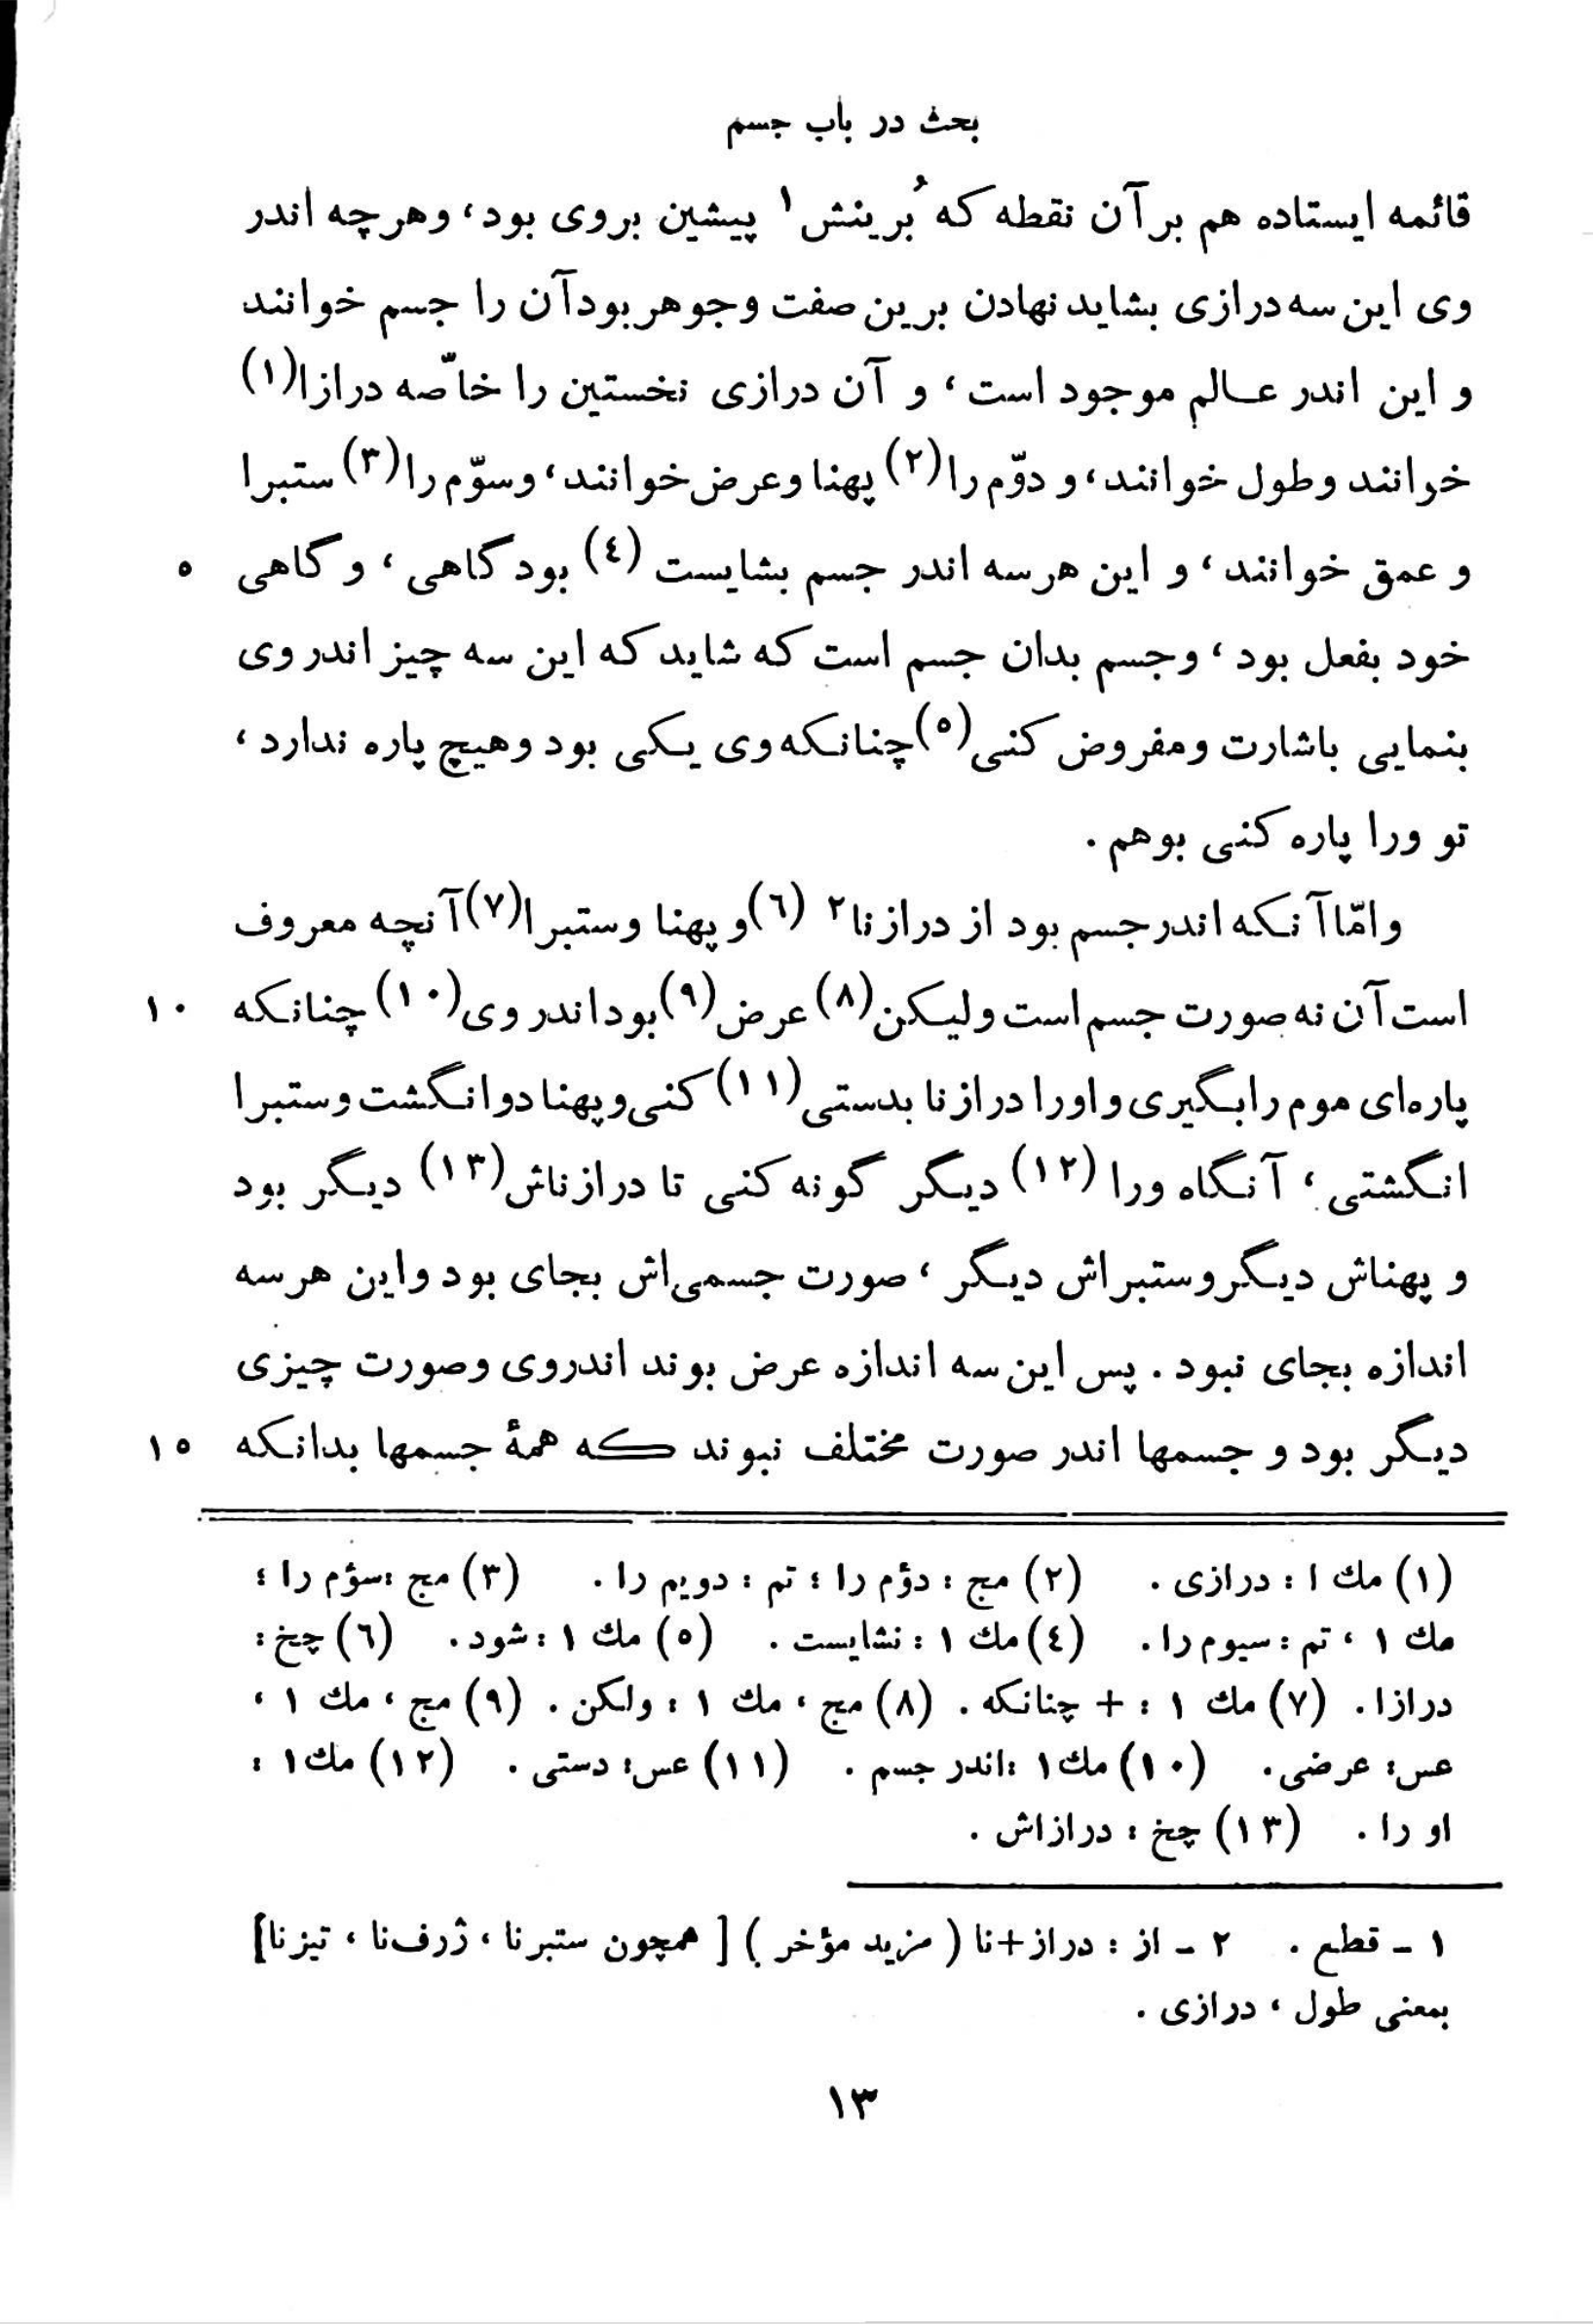 بحث در باب جسم
قائمه ایستاده هم بر آن نقطه که بُرینش۱ پیشین بروی بود، وهرچه اندر
وی این سه درازی بشاید نهادن برین صفت وجوهر بود آن را جسم خوانند
و این اندر عالم موجود است، و آن درازی نخستین را خاصّه درازا(۱)
خوانند وطول خوانند، و دوّم را(۲) پهنا وعرض خوانند، وسوّم را(۳) ستبرا
و عمق خوانند، و این هرسه اندر جسم بشایست (٤) بود گاهی، و گاهی ٥
خود بفعل بود، وجسم بدان جسم است که شاید که این سه چیز اندر وی
بنمایی باشارت ومفروض کنی(٥) چنانکه وی یکی بود وهیچ پاره ندارد،
تو ورا پاره کنی بوهم.
وامّا آنکه اندر جسم بود از درازنا۲ (٦) و پهنا وستبرا(۷) آنچه معروف
است آن نه صورت جسم است ولیکن(۸) عرض(۹) بود اندر وی(۱۰) چنانکه ۱۰
پاره‌ای موم را بگیری واورا درازنا بدستی(۱۱) کنی وپهنا دوانگشت وستبرا
انگشتی، آنگاه ورا (۱۲) دیگر گونه کنی تا درازناش(۱۳) دیگر بود
و پهناش دیگر وستبراش دیگر، صورت جسمی‌اش بجای بود واین هرسه
اندازه بجای نبود. پس این سه اندازه عرض بوند اندروی وصورت چیزی
دیگر بود و جسمها اندر صورت مختلف نبوند که همهٔ جسمها بدانکه ۱٥
(۱) مك ۱: درازی. (۲) مج: دؤم را؛ تم: دویم را. (۳) مج: سؤم را؛
مك ۱، تم: سیوم را. (٤) مك ۱: نشایست. (٥) مك ۱: شود. (٦) چخ:
درازا. (۷) مك ۱: + چنانکه. (۸) مج، مك ۱: ولکن. (۹) مج، مك ۱،
عس: عرضی. (۱۰) مك۱: اندر جسم. (۱۱) عس: دستی. (۱۲) مك۱:
او را. (۱۳) چخ: درازاش.
۱ - قطع. ۲ - از: دراز+نا (مزید مؤخر) [همچون ستبرنا، ژرف‌نا، تیزنا]
بمعنی طول، درازی.
۱۳